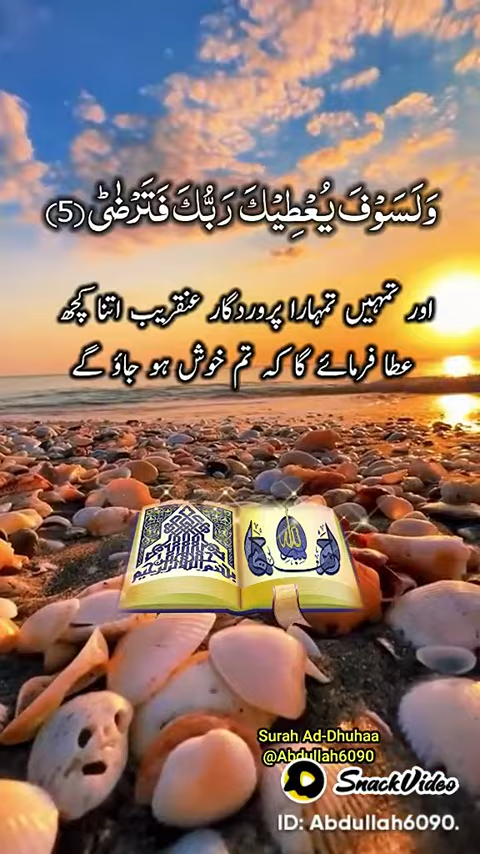 وَلَسَوْفَ يُعْطِيْكَ رَبُّكَ فَتَرْضٰیؕ(5)
اور تمہیں تمہارا پروردگار عنقریب اتنا کچھ
عطا فرمائے گا کہ تم خوش ہو جاؤ گے
Surah Ad-Dhuhaa
@Abdullah6090
SnackVideo
ID: Abdullah6090.